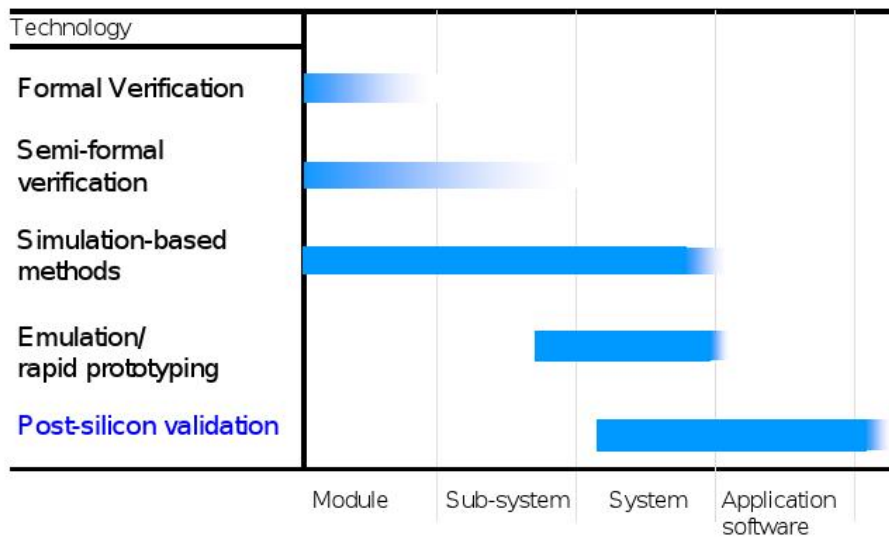 Technology
Formal Verification
Semi-formal
verification
Simulation-based
methods
Emulation/
rapid prototyping
Post-silicon validation
Module
Sub-system
System
Application
software